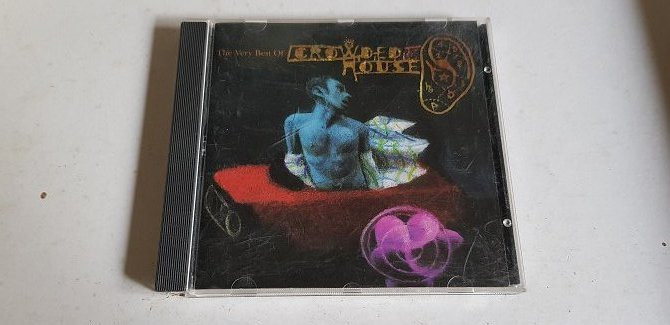 The Very Best Of CROWDED
HOUSE